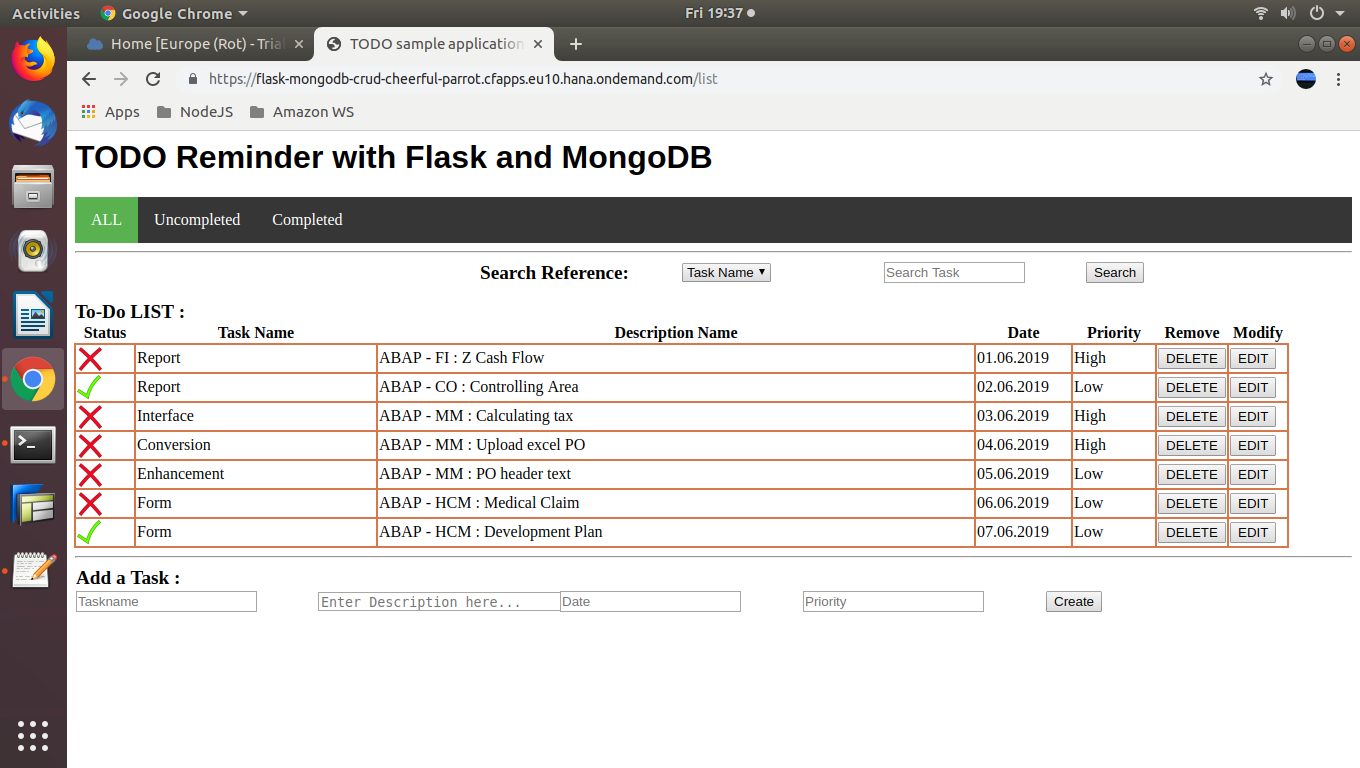 Activities Google Chrome Fri 19:37
Home [Europe (Rot) - Trial TODO sample application
https://flask-mongodb-crud-cheerful-parrot.cfapps.eu10.hana.ondemand.com/list
Apps NodeJS Amazon WS
TODO Reminder with Flask and MongoDB
ALL Uncompleted Completed
Search Reference: Task Name Search Task Search
To-Do LIST :
Status Task Name Description Name Date Priority Remove Modify
Report ABAP - FI : Z Cash Flow 01.06.2019 High DELETE EDIT
Report ABAP - CO : Controlling Area 02.06.2019 Low DELETE EDIT
Interface ABAP - MM : Calculating tax 03.06.2019 High DELETE EDIT
Conversion ABAP - MM : Upload excel PO 04.06.2019 High DELETE EDIT
Enhancement ABAP - MM : PO header text 05.06.2019 Low DELETE EDIT
Form ABAP - HCM : Medical Claim 06.06.2019 Low DELETE EDIT
Form ABAP - HCM : Development Plan 07.06.2019 Low DELETE EDIT
Add a Task :
Taskname Enter Description here... Date Priority Create